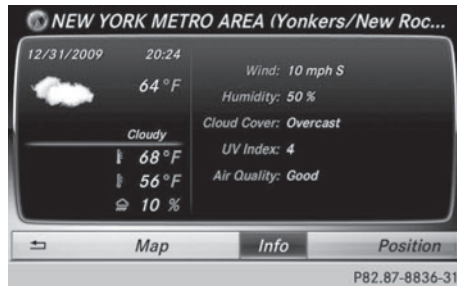 NEW YORK METRO AREA (Yonkers/New Roc...
12/31/2009 20:24
64°F
Cloudy
68°F
56°F
10 %
Wind: 10 mph S
Humidity: 50 %
Cloud Cover: Overcast
UV Index: 4
Air Quality: Good
Map Info Position
P82.87-8836-31